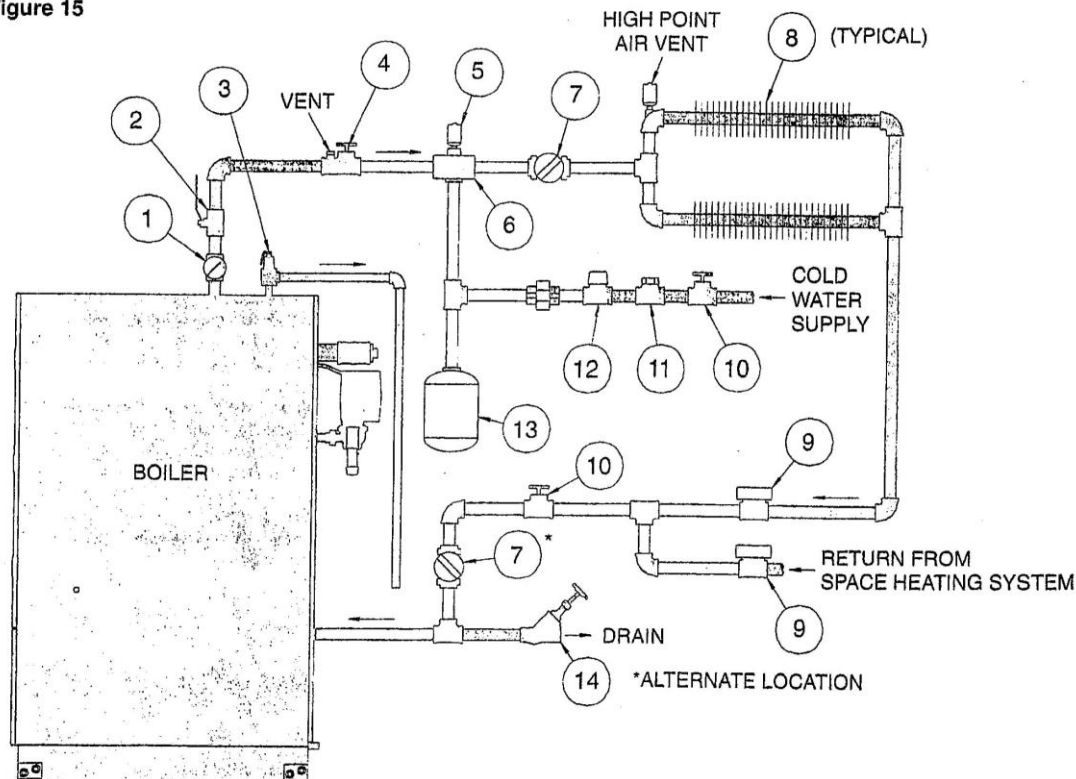 igure 15
HIGH POINT
AIR VENT
8
(TYPICAL)
4
5
3
VENT
7
2
1
6
COLD
WATER
SUPPLY
12
11
10
13
BOILER
10
9
7
*
RETURN FROM
SPACE HEATING SYSTEM
9
DRAIN
14
*ALTERNATE LOCATION